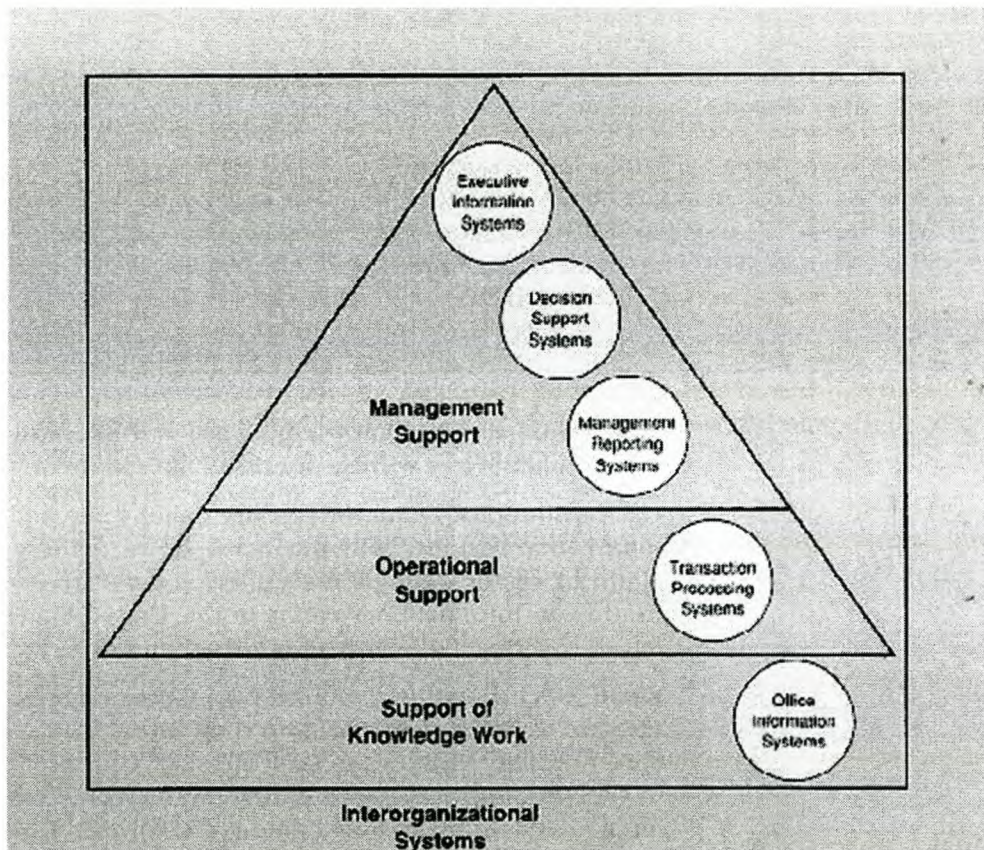 Executive
Information
Systems
Decision
Support
Systems
Management
Support
Management
Reporting
Systems
Operational
Support
Transaction
Processing
Systems
Support of
Knowledge Work
Office
Information
Systems
Interorganizational
Systems